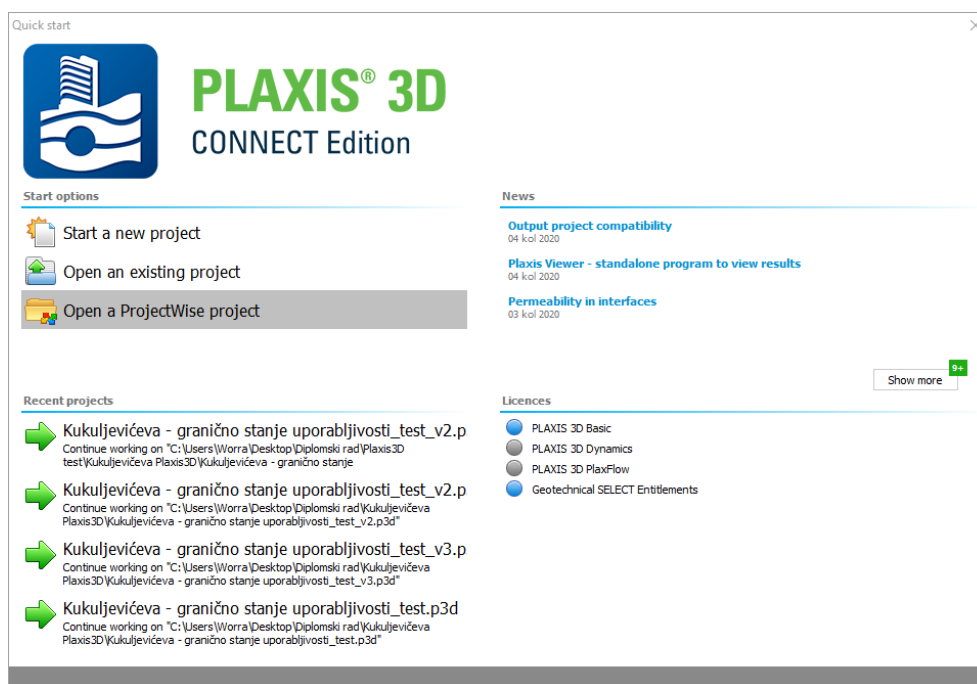 Quick start
PLAXIS® 3D
CONNECT Edition
Start options
Start a new project
Open an existing project
Open a ProjectWise project
News
Output project compatibility
04 kol 2020
Plaxis Viewer - standalone program to view results
04 kol 2020
Permeability in interfaces
03 kol 2020
9+
Show more
Recent projects
Kukuljevićeva - granično stanje uporabljivosti_test_v2.p
Continue working on "C:\Users\Worra\Desktop\Diplomski rad\Plaxis3D
test\Kukuljevičeva Plaxis3D\Kukuljevićeva - granično stanje
Kukuljevićeva - granično stanje uporabljivosti_test_v2.p
Continue working on "C:\Users\Worra\Desktop\Diplomski rad\Kukuljevičeva
Plaxis3D\Kukuljevićeva - granično stanje uporabljivosti_test_v2.p3d"
Kukuljevićeva - granično stanje uporabljivosti_test_v3.p
Continue working on "C:\Users\Worra\Desktop\Diplomski rad\Kukuljevičeva
Plaxis3D\Kukuljevićeva - granično stanje uporabljivosti_test_v3.p3d"
Kukuljevićeva - granično stanje uporabljivosti_test.p3d
Continue working on "C:\Users\Worra\Desktop\Diplomski rad\Kukuljevičeva
Plaxis3D\Kukuljevićeva - granično stanje uporabljivosti_test.p3d"
Licences
PLAXIS 3D Basic
PLAXIS 3D Dynamics
PLAXIS 3D PlaxFlow
Geotechnical SELECT Entitlements